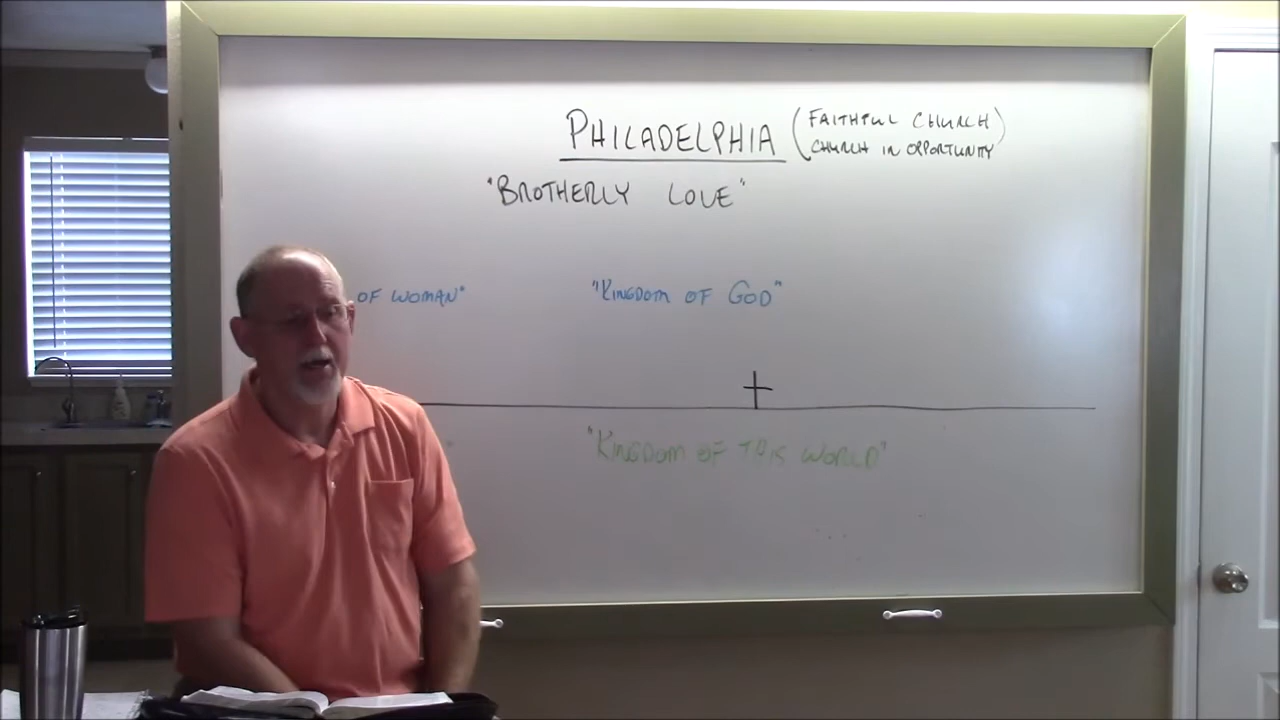 PHILADELPHIA (FAITHFUL CHURCH)
CHURCH IN OPPORTUNITY
"BROTHERLY LOVE"
OF WOMAN" "KINGDOM OF GOD"
"KINGDOM OF THIS WORLD"